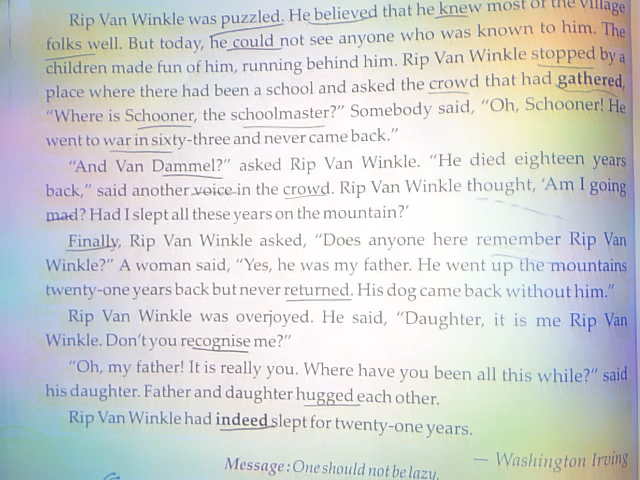 Rip Van Winkle was puzzled. He believed that he knew most of the village
folks well. But today, he could not see anyone who was known to him. The
children made fun of him, running behind him. Rip Van Winkle stopped by a
place where there had been a school and asked the crowd that had gathered,
“Where is Schooner, the schoolmaster?” Somebody said, “Oh, Schooner! He
went to war in sixty-three and never came back.”
“And Van Dammel?” asked Rip Van Winkle. “He died eighteen years
back,” said another voice in the crowd. Rip Van Winkle thought, ‘Am I going
mad? Had I slept all these years on the mountain?’
Finally, Rip Van Winkle asked, “Does anyone here remember Rip Van
Winkle?” A woman said, “Yes, he was my father. He went up the mountains
twenty-one years back but never returned. His dog came back without him.”
Rip Van Winkle was overjoyed. He said, “Daughter, it is me Rip Van
Winkle. Don’t you recognise me?”
“Oh, my father! It is really you. Where have you been all this while?” said
his daughter. Father and daughter hugged each other.
Rip Van Winkle had indeed slept for twenty-one years.
— Washington Irving
Message : One should not be lazy.